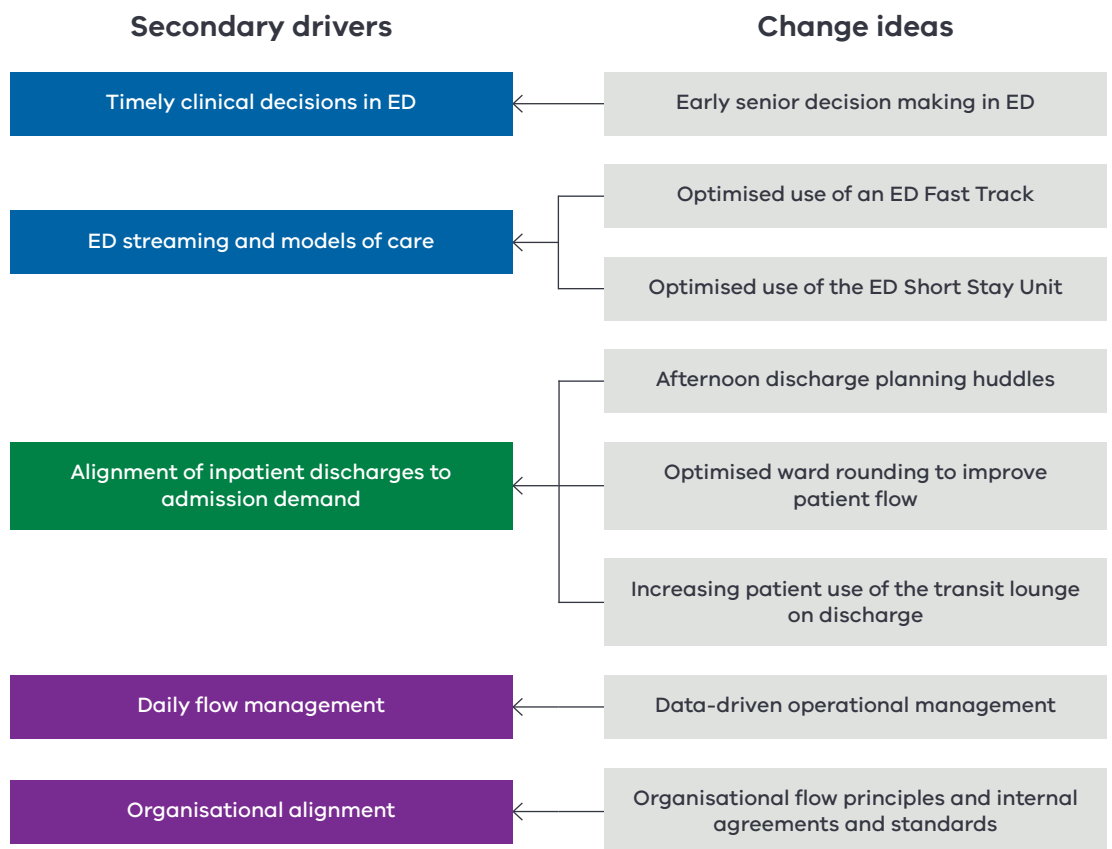 Secondary drivers
Change ideas
Timely clinical decisions in ED
Early senior decision making in ED
ED streaming and models of care
Optimised use of an ED Fast Track
Optimised use of the ED Short Stay Unit
Alignment of inpatient discharges to
admission demand
Afternoon discharge planning huddles
Optimised ward rounding to improve
patient flow
Increasing patient use of the transit lounge
on discharge
Daily flow management
Data-driven operational management
Organisational alignment
Organisational flow principles and internal
agreements and standards